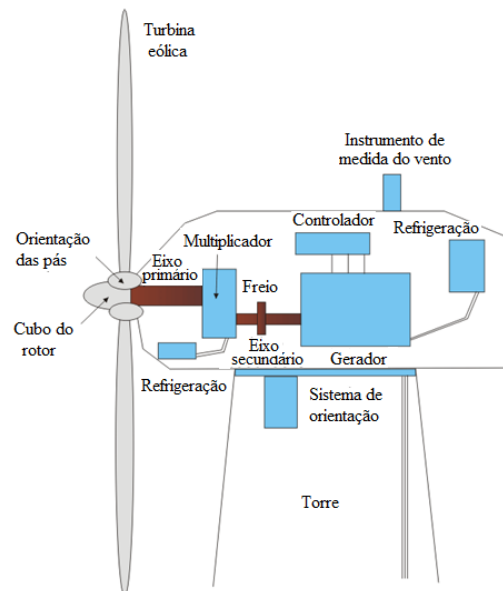 Turbina
eólica
Instrumento de
medida do vento
Controlador
Refrigeração
Orientação
das pás
Eixo
primário
Multiplicador
Freio
Cubo do
rotor
Eixo
secundário
Gerador
Refrigeração
Sistema de
orientação
Torre